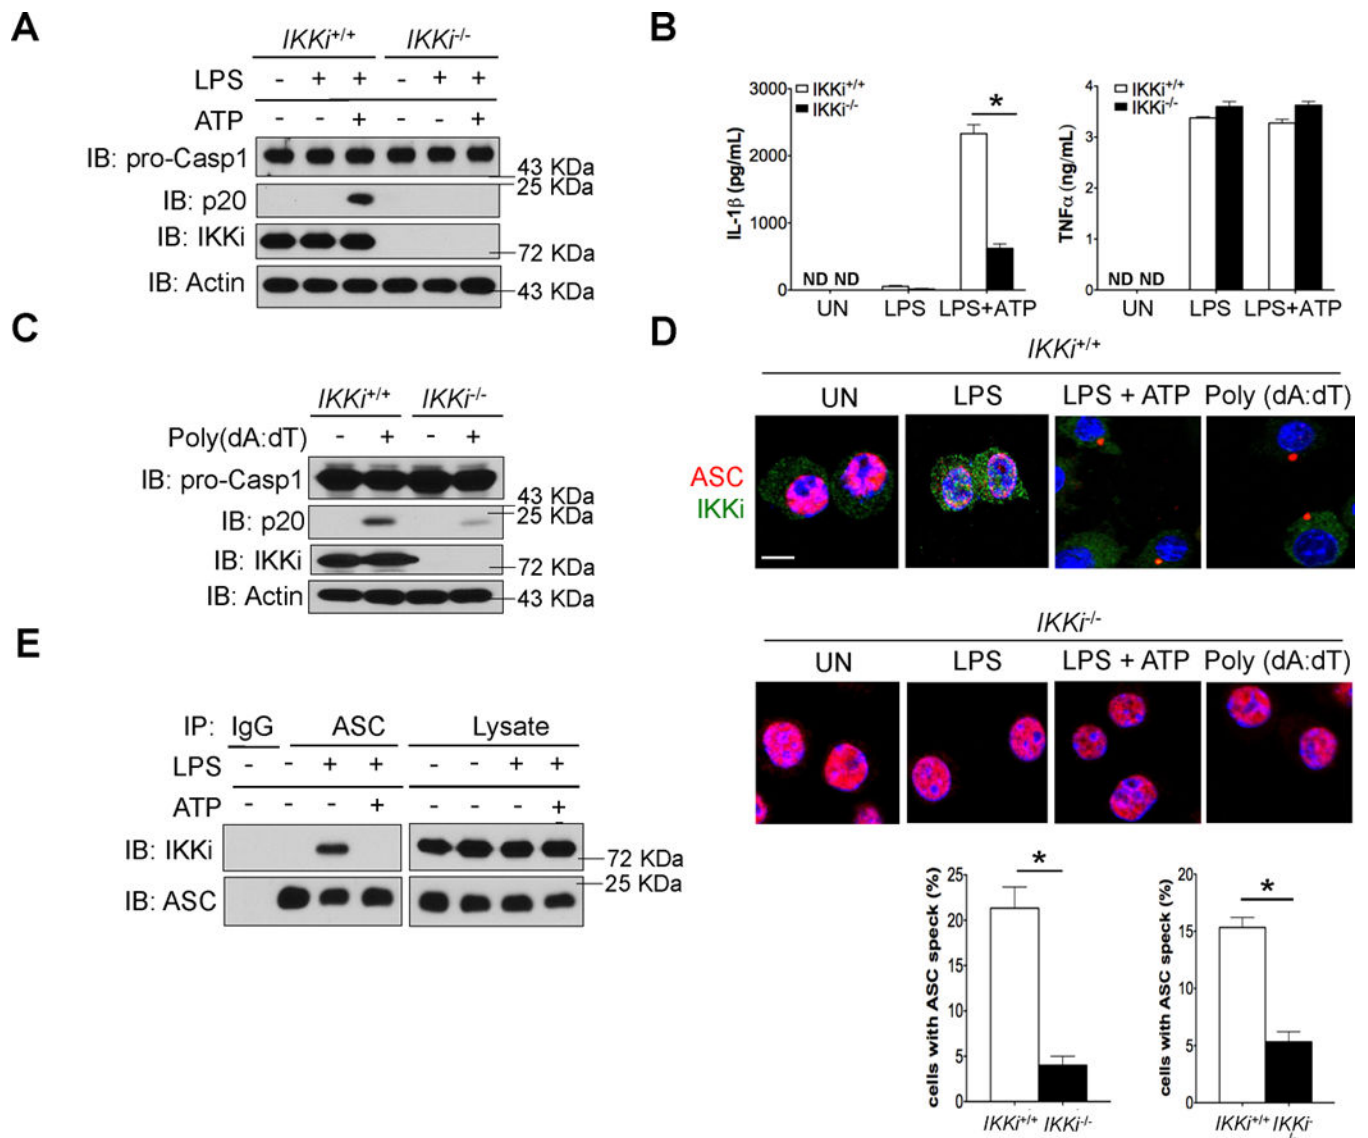 A
IKKi+/+ IKKi-/-
LPS - + + - + +
ATP - - + - - +
IB: pro-Casp1
43 KDa
25 KDa
IB: p20
IB: IKKi
72 KDa
IB: Actin
43 KDa
B
IL-1β (pg/mL)
3000
2000
1000
0
IKKi+/+
IKKi-/-
*
ND ND
UN LPS LPS+ATP
TNFα (ng/mL)
4
3
2
1
0
IKKi+/+
IKKi-/-
ND ND
UN LPS LPS+ATP
C
IKKi+/+ IKKi-/-
Poly(dA:dT) - + - +
IB: pro-Casp1
43 KDa
IB: p20
25 KDa
IB: IKKi
72 KDa
IB: Actin
43 KDa
D
IKKi+/+
UN LPS LPS + ATP Poly (dA:dT)
ASC
IKKi
IKKi-/-
UN LPS LPS + ATP Poly (dA:dT)
cells with ASC speck (%)
25
20
15
10
5
0
*
IKKi+/+ IKKi-/-
cells with ASC speck (%)
20
15
10
5
0
*
IKKi+/+ IKKi-
/-
E
IP: IgG ASC Lysate
LPS - - + + - - + +
ATP - - - + - - - +
IB: IKKi
72 KDa
IB: ASC
25 KDa